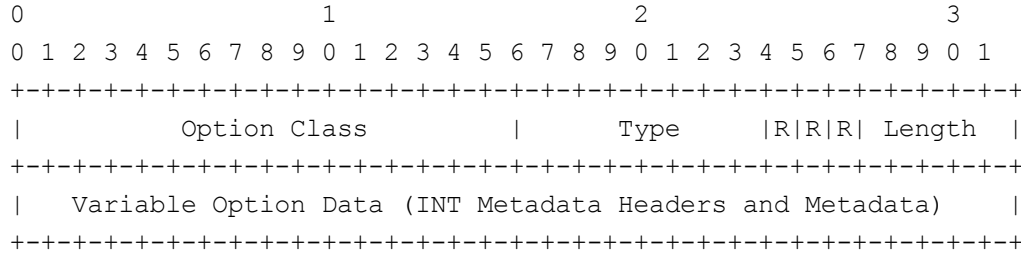 0                   1                   2                   3
0 1 2 3 4 5 6 7 8 9 0 1 2 3 4 5 6 7 8 9 0 1 2 3 4 5 6 7 8 9 0 1
+-+-+-+-+-+-+-+-+-+-+-+-+-+-+-+-+-+-+-+-+-+-+-+-+-+-+-+-+-+-+-+-+
|          Option Class         |      Type     |R|R|R| Length  |
+-+-+-+-+-+-+-+-+-+-+-+-+-+-+-+-+-+-+-+-+-+-+-+-+-+-+-+-+-+-+-+-+
|   Variable Option Data (INT Metadata Headers and Metadata)    |
+-+-+-+-+-+-+-+-+-+-+-+-+-+-+-+-+-+-+-+-+-+-+-+-+-+-+-+-+-+-+-+-+